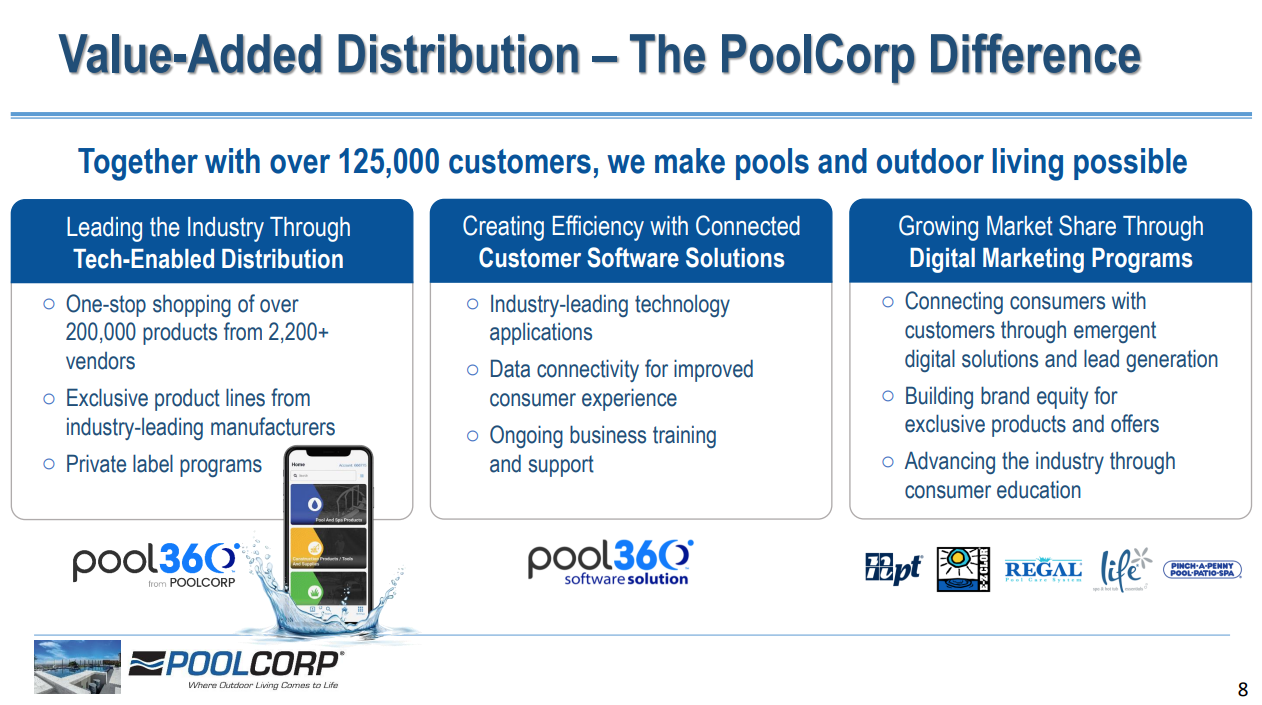 Value-Added Distribution – The PoolCorp Difference
Together with over 125,000 customers, we make pools and outdoor living possible
Leading the Industry Through
Tech-Enabled Distribution
○ One-stop shopping of over
200,000 products from 2,200+
vendors
○ Exclusive product lines from
industry-leading manufacturers
○ Private label programs
Creating Efficiency with Connected
Customer Software Solutions
○ Industry-leading technology
applications
○ Data connectivity for improved
consumer experience
○ Ongoing business training
and support
Growing Market Share Through
Digital Marketing Programs
○ Connecting consumers with
customers through emergent
digital solutions and lead generation
○ Building brand equity for
exclusive products and offers
○ Advancing the industry through
consumer education
Home
Pool And Spa Products
Construction Products / Tools
And Supplies
pool360
from POOLCORP
pool360
software solution
npt
E-Z CLOR
REGAL
Pool Care System
life
PINCH·A·PENNY
POOL·PATIO·SPA
POOLCORP®
Where Outdoor Living Comes to Life
8